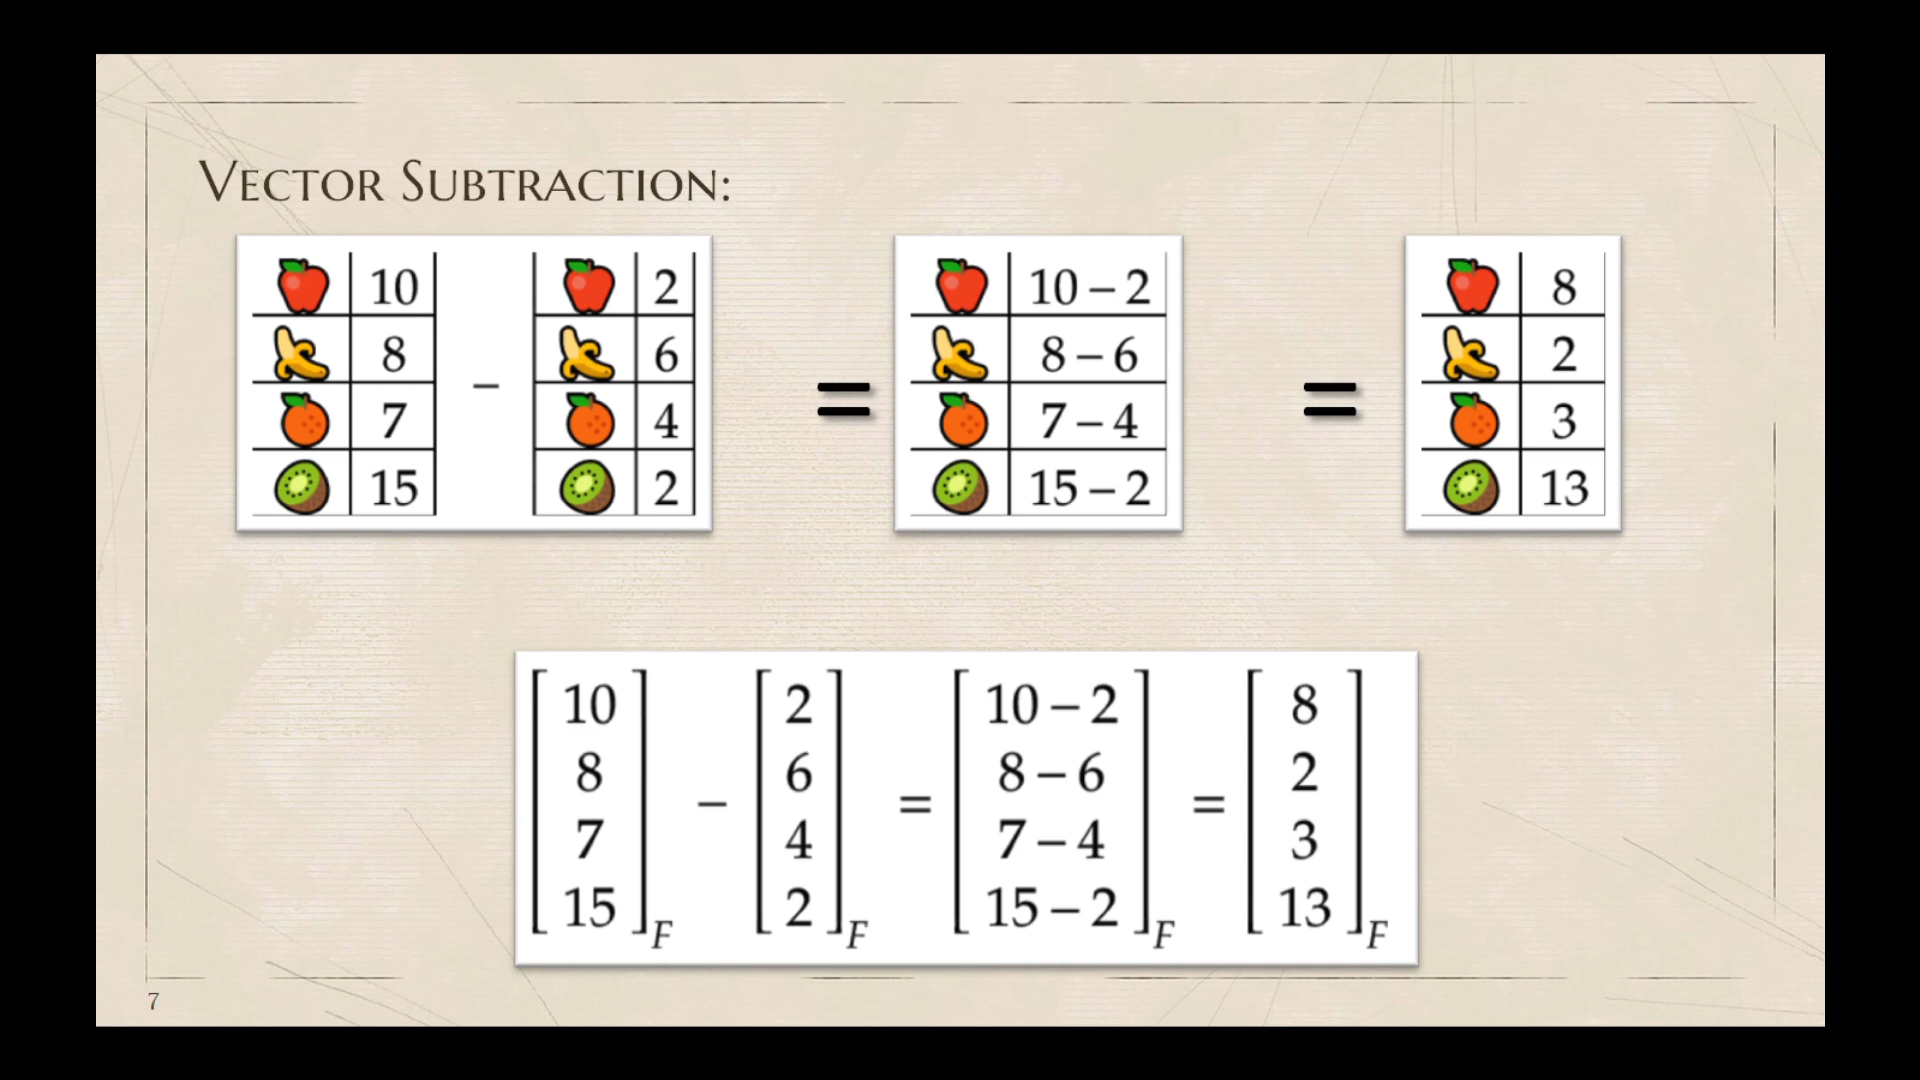 VECTOR SUBTRACTION:
10 2 10 – 2 8
8 6 8 – 6 2
– = =
7 4 7 – 4 3
15 2 15 – 2 13
10 2 10 – 2 8
8 6 8 – 6 2
– = =
7 4 7 – 4 3
15 2 15 – 2 13
F F F F
7